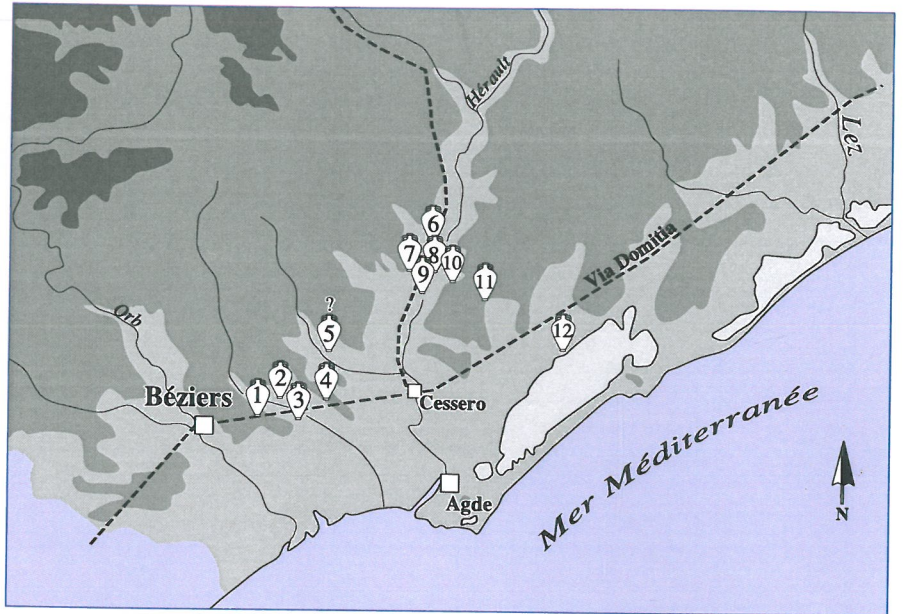 Hérault
Lez
6
7
8
9
10
11
Via Domitia
Orb
?
5
12
Béziers
1
2
3
4
Cessero
Agde
Mer Méditerranée
N